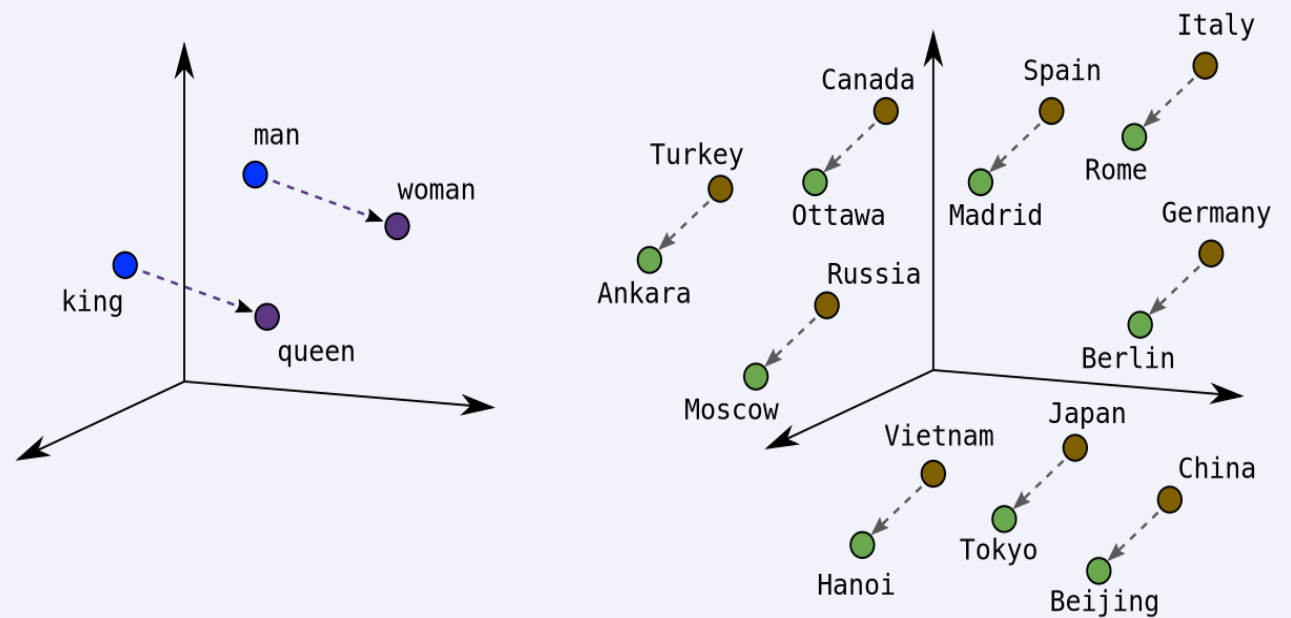 man
woman
king
queen
Italy
Spain
Canada
Turkey
Rome
Ottawa
Madrid
Germany
Russia
Ankara
Berlin
Moscow
Japan
Vietnam
China
Tokyo
Hanoi
Beijing